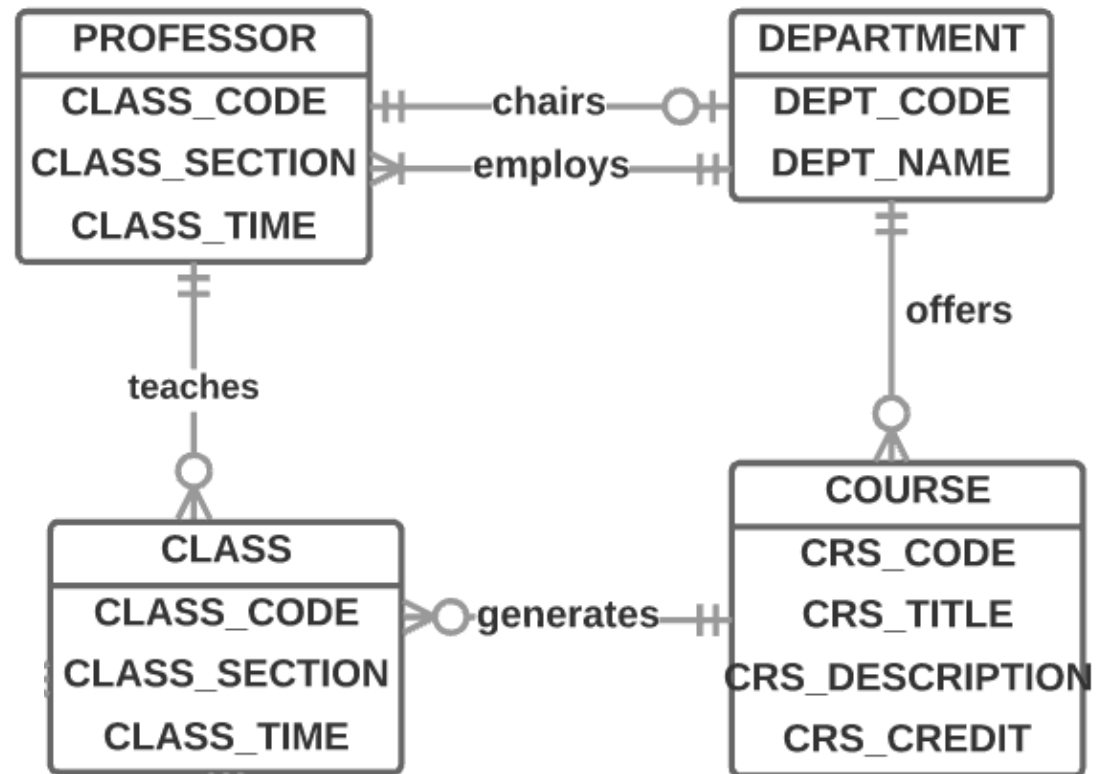 PROFESSOR
CLASS_CODE
CLASS_SECTION
CLASS_TIME
chairs
employs
DEPARTMENT
DEPT_CODE
DEPT_NAME
teaches
offers
CLASS
CLASS_CODE
CLASS_SECTION
CLASS_TIME
generates
COURSE
CRS_CODE
CRS_TITLE
CRS_DESCRIPTION
CRS_CREDIT